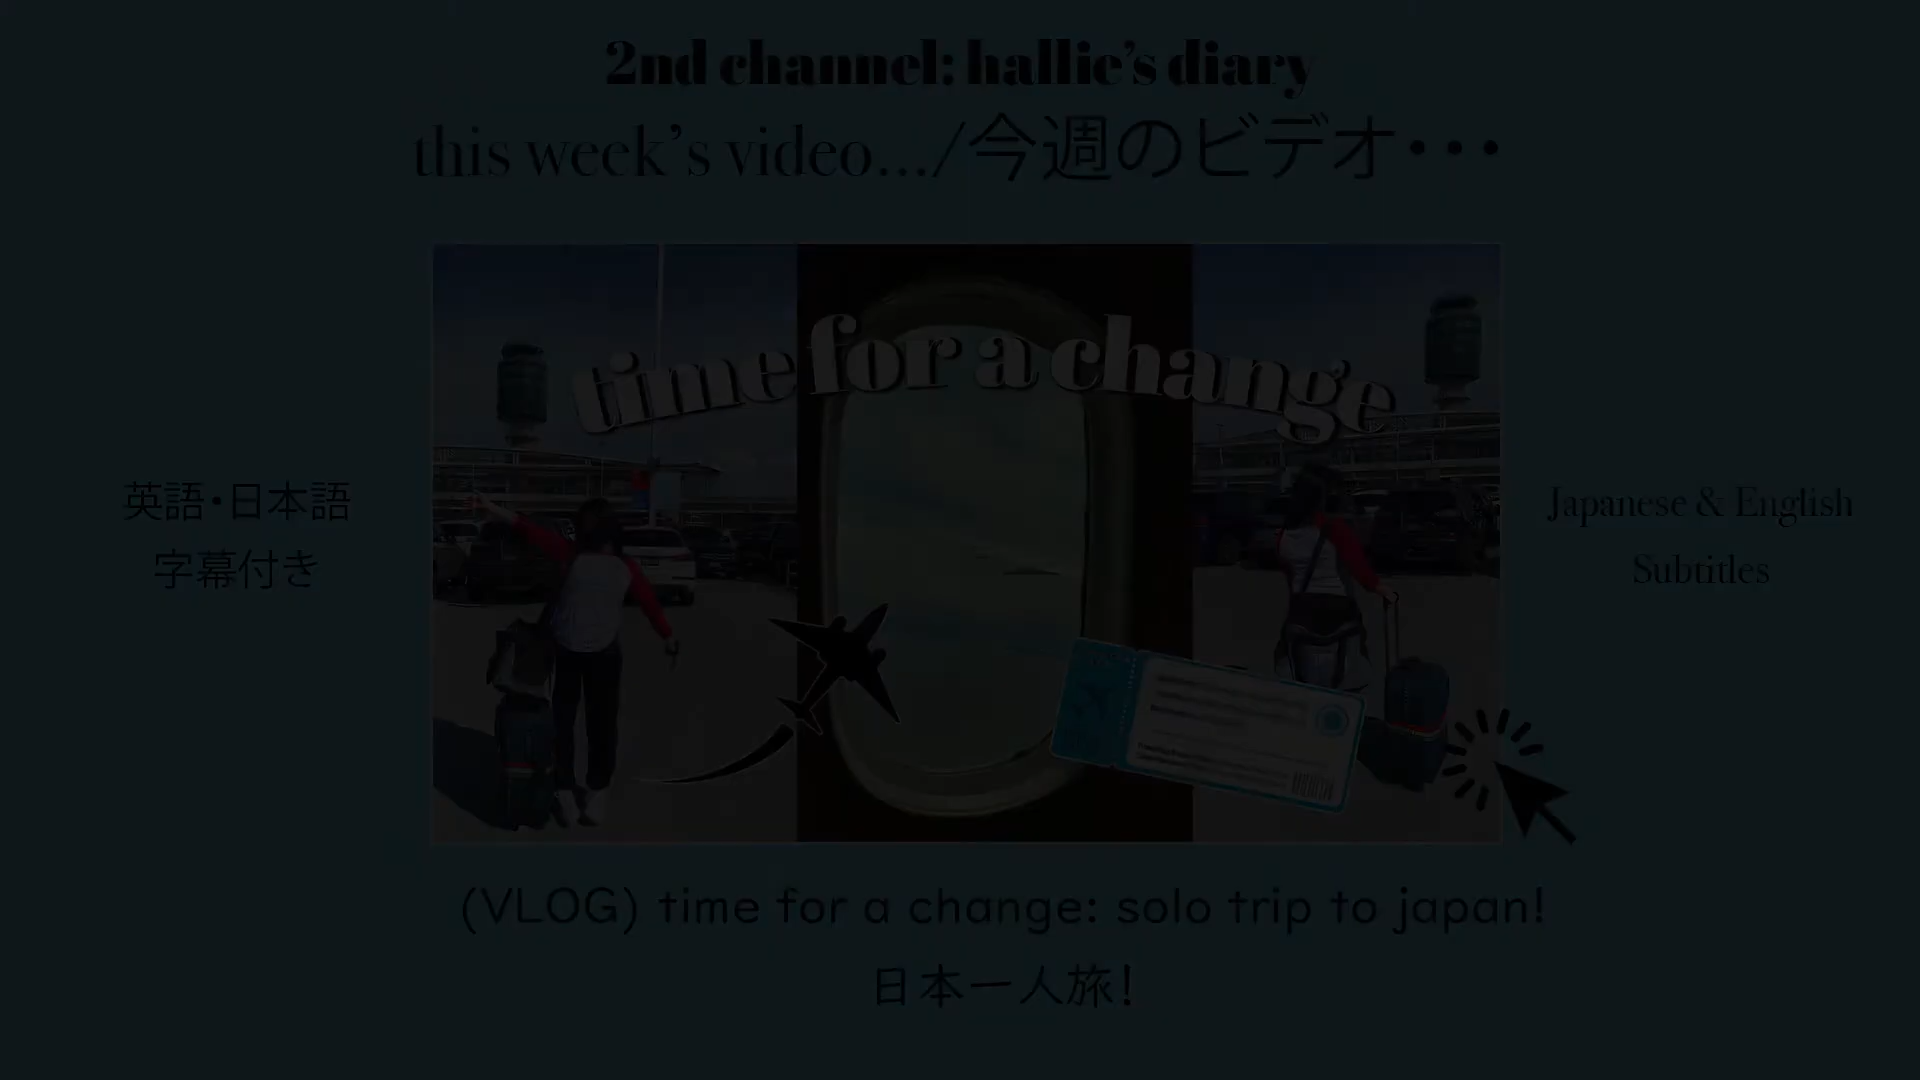 2nd channel: hallie’s diary
this week’s video.../今週のビデオ・・・
time for a change
英語・日本語
字幕付き
Japanese & English
Subtitles
(VLOG) time for a change: solo trip to japan!
日本一人旅!